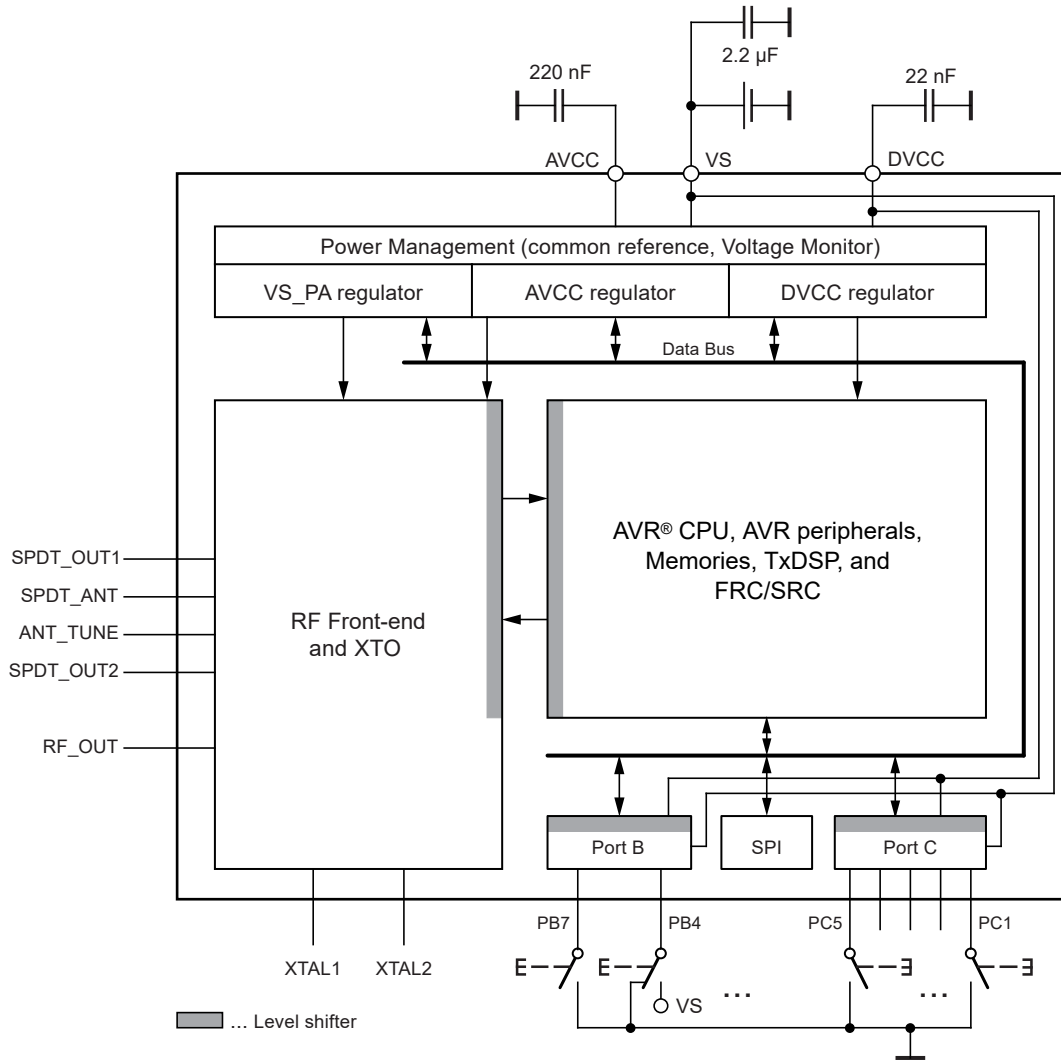 2.2 µF
220 nF
22 nF
AVCC
VS
DVCC
Power Management (common reference, Voltage Monitor)
VS_PA regulator
AVCC regulator
DVCC regulator
Data Bus
AVR® CPU, AVR peripherals,
Memories, TxDSP, and
FRC/SRC
SPDT_OUT1
SPDT_ANT
ANT_TUNE
SPDT_OUT2
RF_OUT
RF Front-end
and XTO
Port B
SPI
Port C
PB7
PB4
PC5
PC1
XTAL1
XTAL2
VS
...
...
... Level shifter